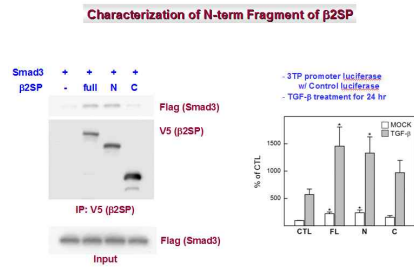 Characterization of N-term Fragment of β2SP
Smad3 + + + +
β2SP - full N C
Flag (Smad3)
V5 (β2SP)
IP: V5 (β2SP)
Flag (Smad3)
Input
- 3TP promoter luciferase
w/ Control luciferase
- TGF-β treatment for 24 hr
MOCK
TGF-β
% of CTL
1500
1000
500
* * * *
CTL FL N C